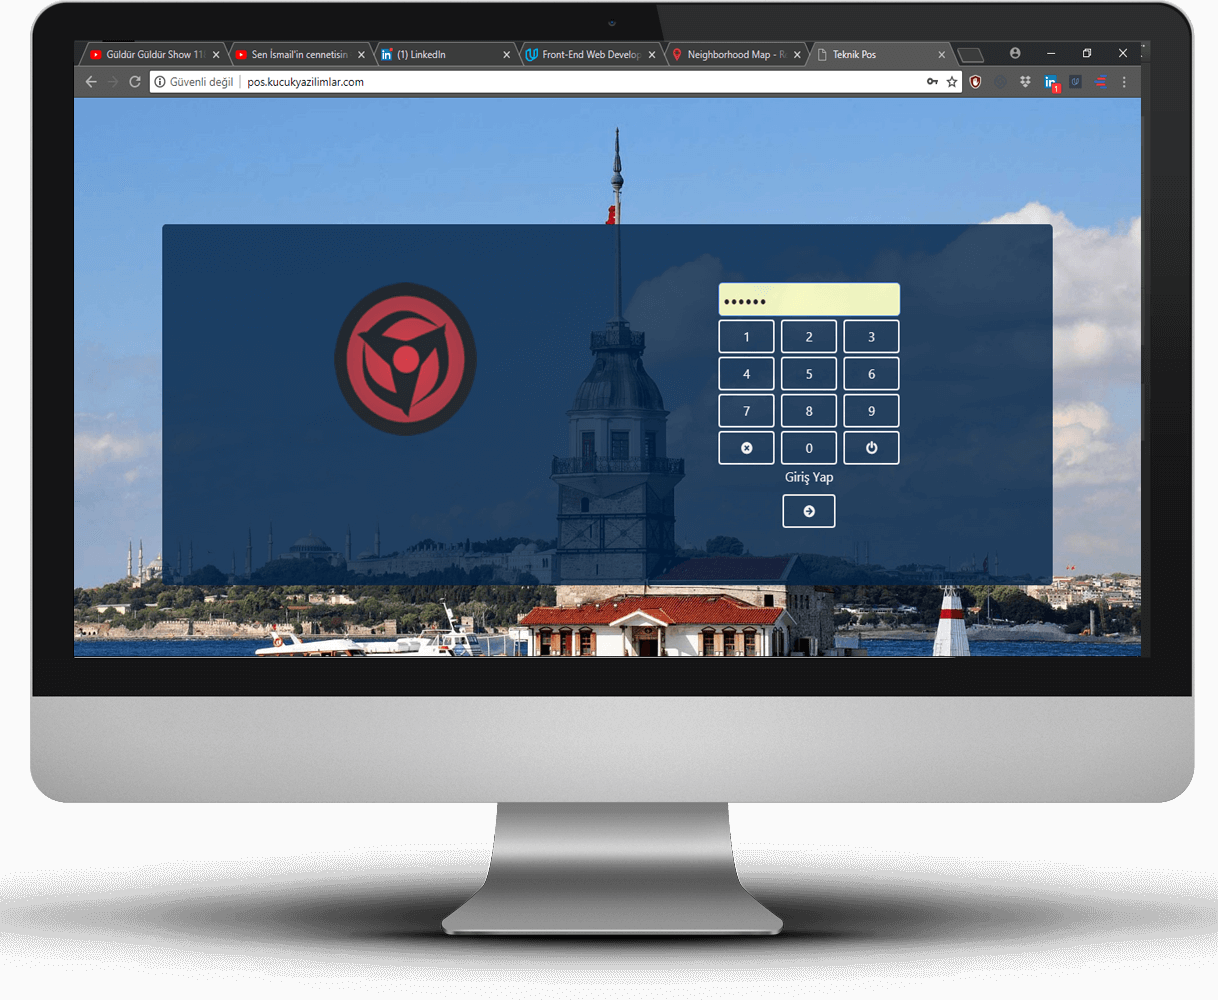 Güldür Güldür Show 11
Sen İsmail'in cennetisin
(1) LinkedIn
Front-End Web Develop
Neighborhood Map - R
Teknik Pos
Güvenli değil
pos.kucukyazilimlar.com
1
••••••
1 2 3
4 5 6
7 8 9
0
Giriş Yap